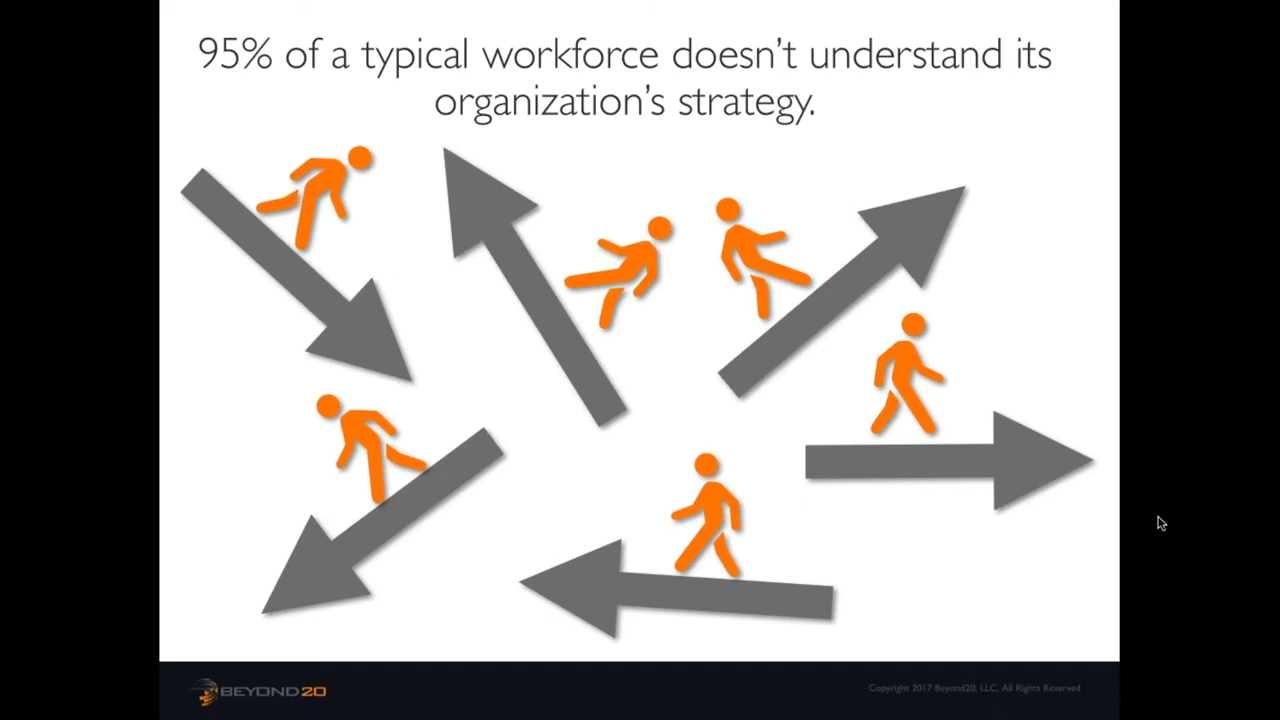 95% of a typical workforce doesn't understand its
organization's strategy.
BEYOND20
Copyright 2017 Beyond20, LLC, All Rights Reserved